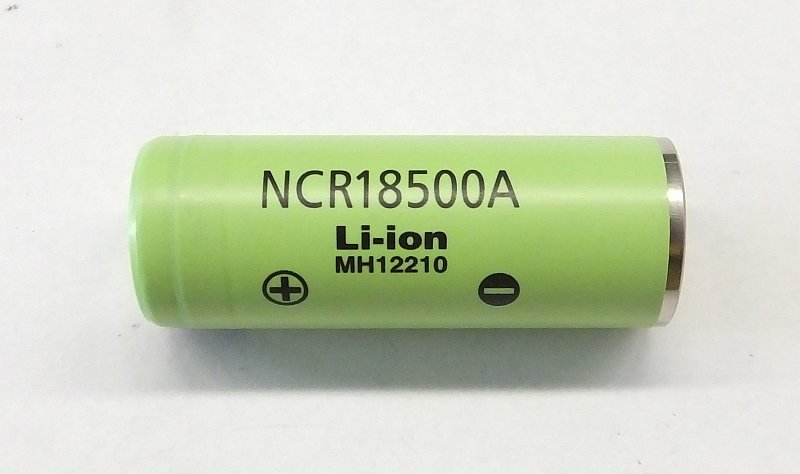 NCR18500A
Li-ion
MH12210
+ -